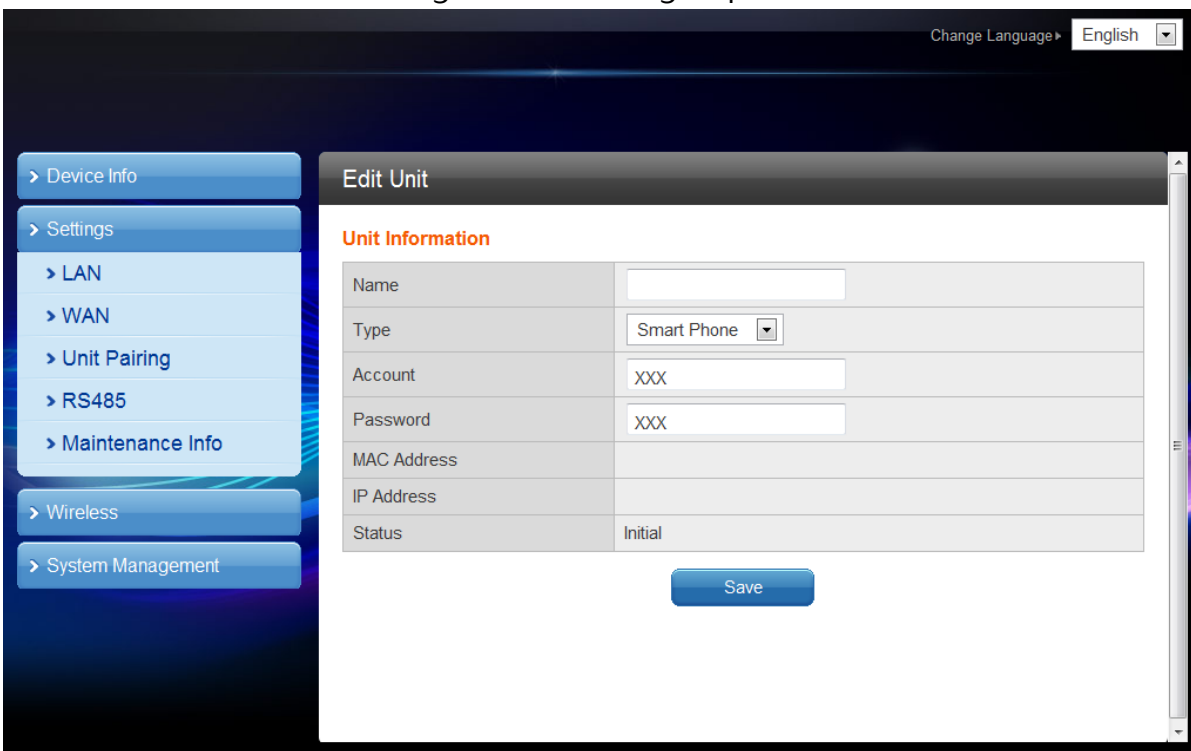 Change Language
English
Device Info
Settings
LAN
WAN
Unit Pairing
RS485
Maintenance Info
Wireless
System Management
Edit Unit
Unit Information
Name
Type Smart Phone
Account XXX
Password XXX
MAC Address
IP Address
Status Initial
Save